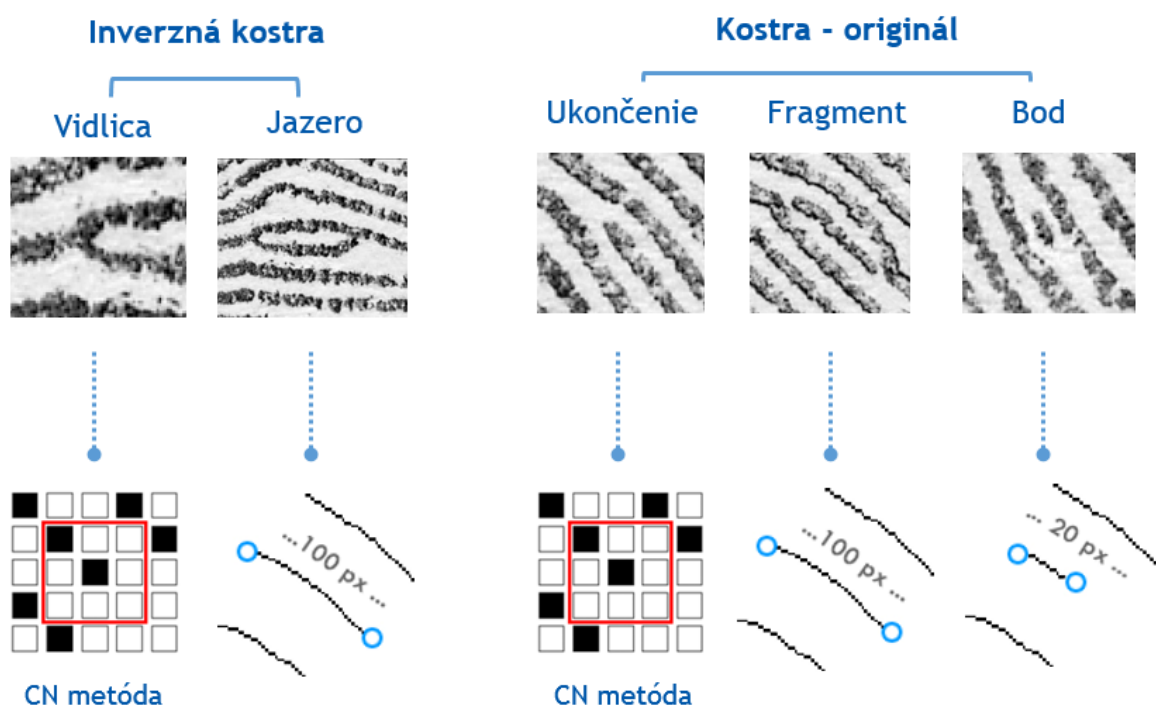 Inverzná kostra
Kostra - originál
Vidlica
Jazero
Ukončenie
Fragment
Bod
...100 px ...
...100 px ...
... 20 px ...
CN metóda
CN metóda